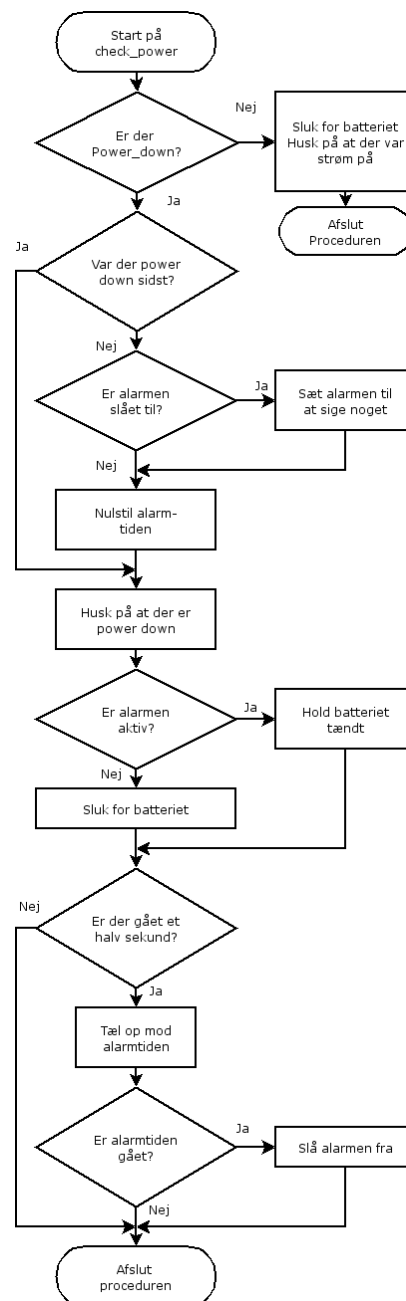 Start på
check_power
Nej
Er der
Power_down?
Sluk for batteriet
Husk på at der var
strøm på
Ja
Afslut
Proceduren
Ja
Var der power
down sidst?
Nej
Er alarmen
slået til?
Ja
Sæt alarmen til
at sige noget
Nej
Nulstil alarm-
tiden
Husk på at der er
power down
Er alarmen
aktiv?
Ja
Hold batteriet
tændt
Nej
Sluk for batteriet
Nej
Er der gået et
halv sekund?
Ja
Tæl op mod
alarmtiden
Er alarmtiden
gået?
Ja
Slå alarmen fra
Nej
Afslut
proceduren